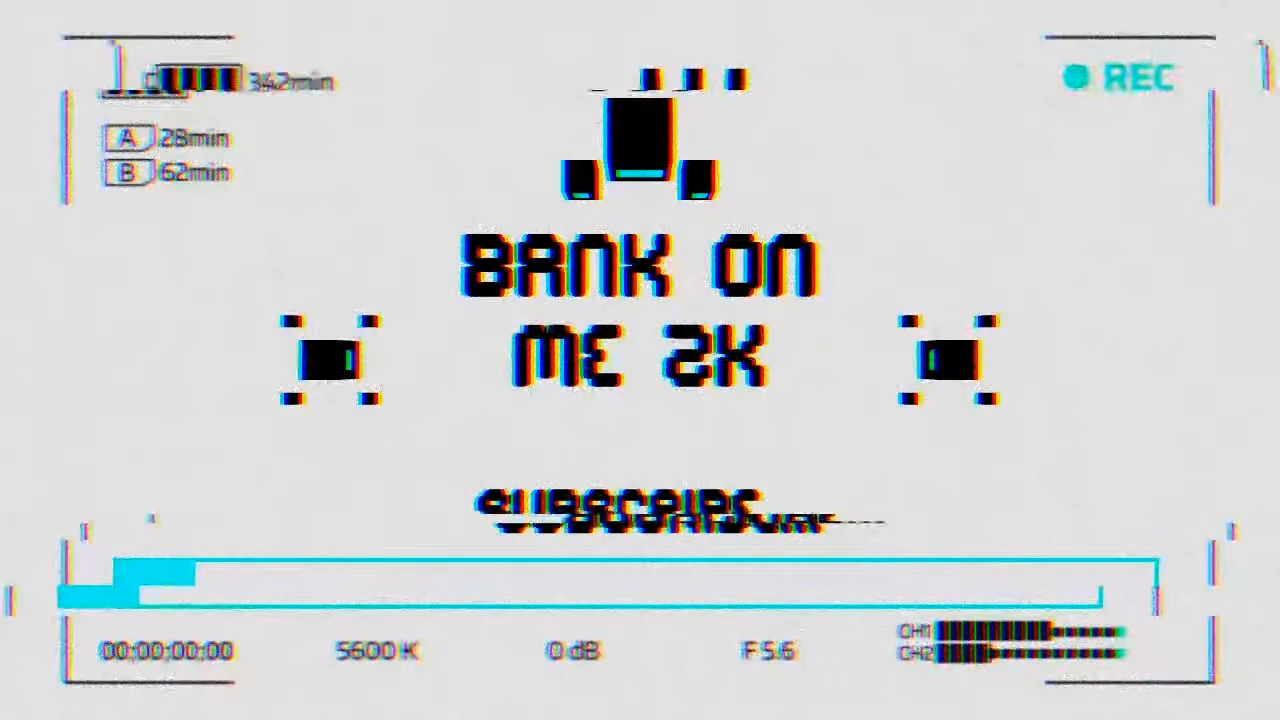 342min
REC
A 28min
B 62min
BANK ON
ME 2K
SUBSCRIBE
00:00:00:00
5600 K
0 dB
F 5.6
CH1
CH2